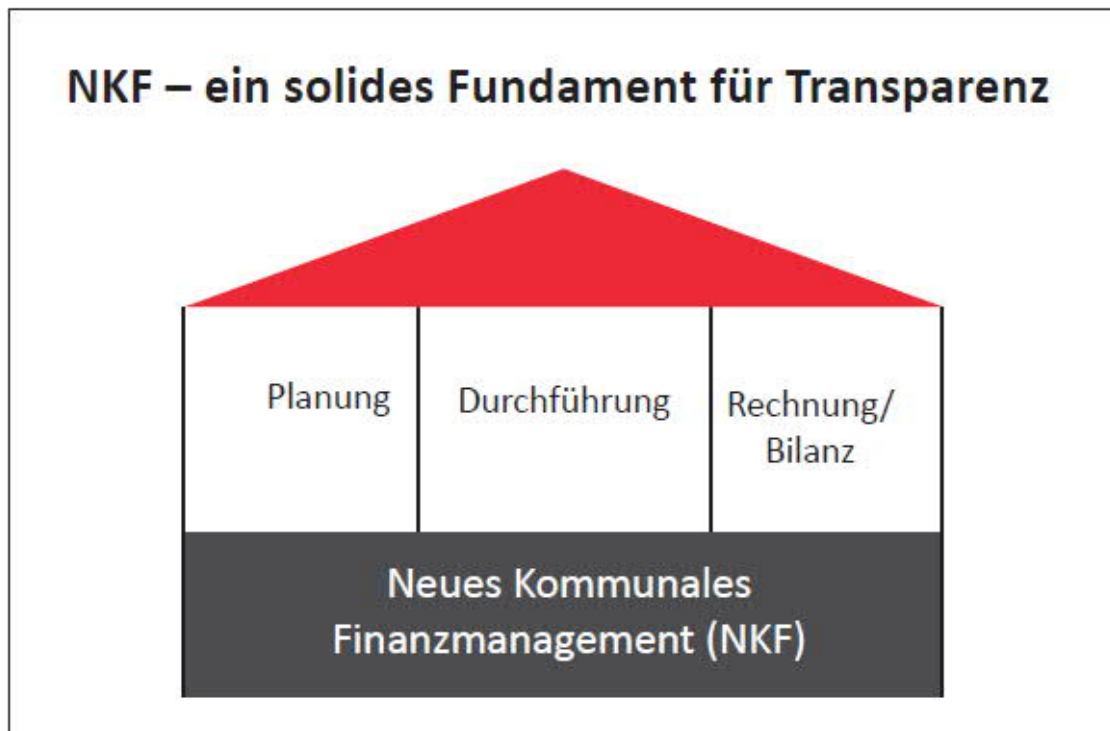 NKF – ein solides Fundament für Transparenz
Planung
Durchführung
Rechnung/
Bilanz
Neues Kommunales
Finanzmanagement (NKF)